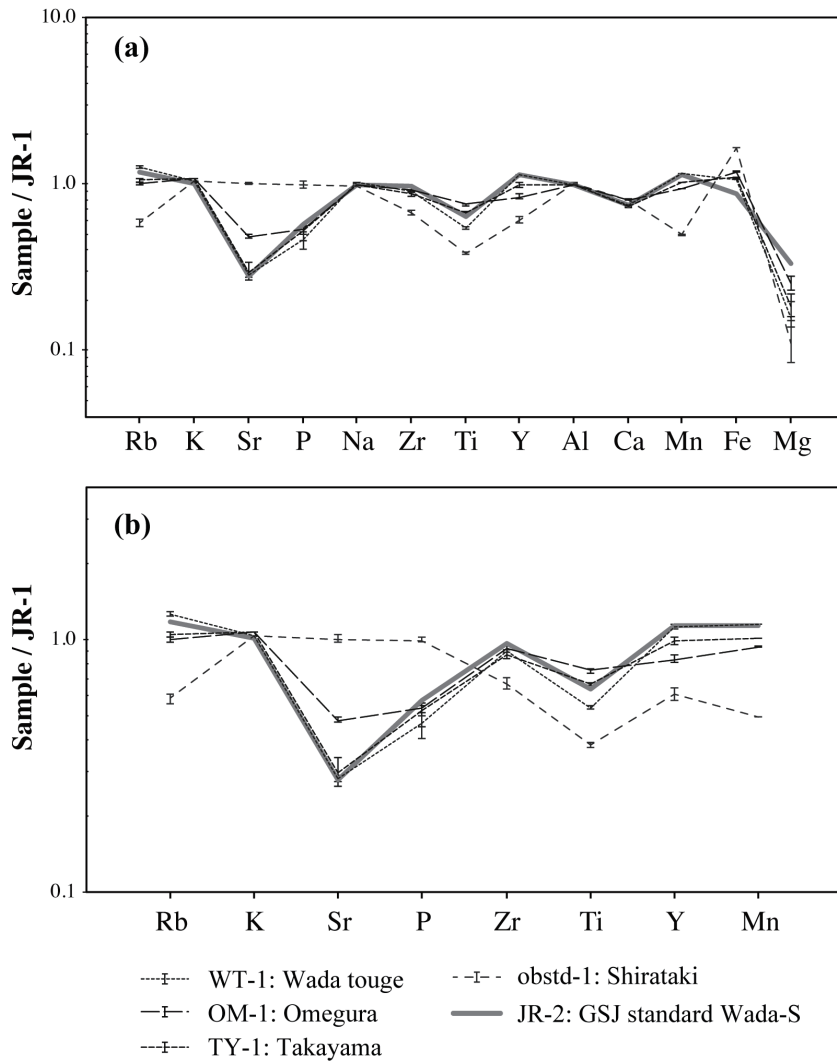 10.0
(a)
1.0
Sample / JR-1
0.1
Rb K Sr P Na Zr Ti Y Al Ca Mn Fe Mg
(b)
1.0
Sample / JR-1
0.1
Rb K Sr P Zr Ti Y Mn
WT-1: Wada touge
obstd-1: Shirataki
OM-1: Omegura
JR-2: GSJ standard Wada-S
TY-1: Takayama